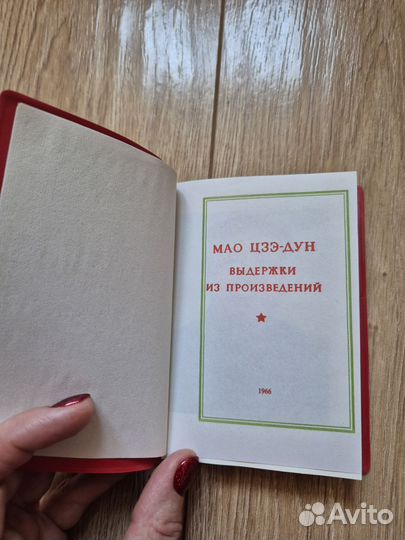 МАО ЦЗЭ-ДУН
ВЫДЕРЖКИ
ИЗ ПРОИЗВЕДЕНИЙ
1966
Avito